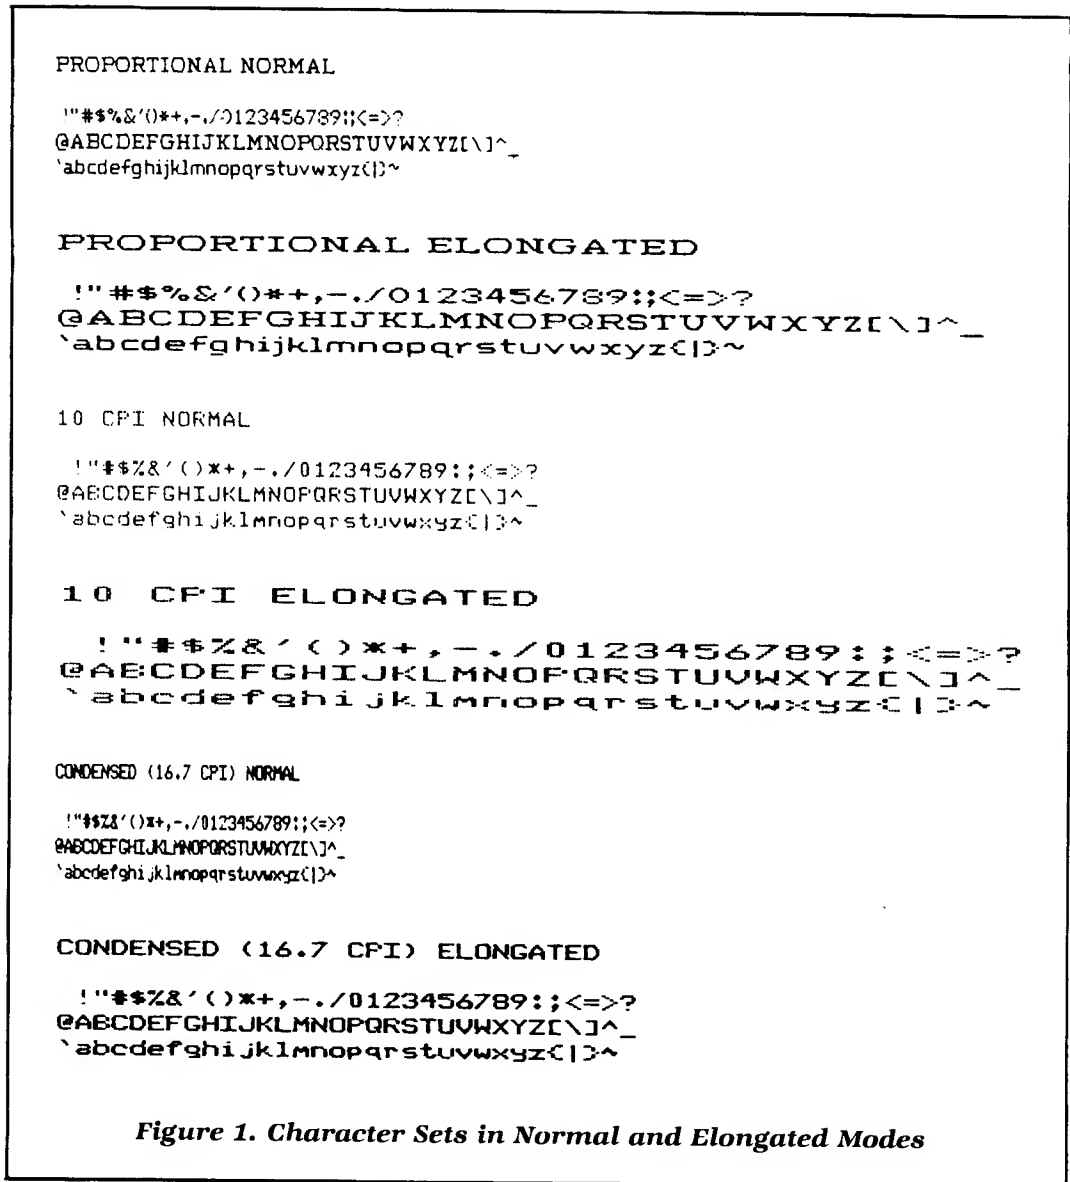 PROPORTIONAL NORMAL
!"#$%&'()*+,-./0123456789:;<=>?
@ABCDEFGHIJKLMNOPQRSTUVWXYZ[\]^_
`abcdefghijklmnopqrstuvwxyz{|}~
PROPORTIONAL ELONGATED
!"#$%&'()*+,-./0123456789:;<=>?
@ABCDEFGHIJKLMNOPQRSTUVWXYZ[\]^_
`abcdefghijklmnopqrstuvwxyz{|}~
10 CPI NORMAL
!"#$%&'()*+,-./0123456789:;<=>?
@ABCDEFGHIJKLMNOPQRSTUVWXYZ[\]^_
`abcdefghijklmnopqrstuvwxyz{|}~
10 CPI ELONGATED
!"#$%&'()*+,-./0123456789:;<=>?
@ABCDEFGHIJKLMNOPQRSTUVWXYZ[\]^_
`abcdefghijklmnopqrstuvwxyz{|}~
CONDENSED (16.7 CPI) NORMAL
!"#$%&'()*+,-./0123456789:;<=>?
@ABCDEFGHIJKLMNOPQRSTUVWXYZ[\]^_
`abcdefghijklmnopqrstuvwxyz{|}~
CONDENSED (16.7 CPI) ELONGATED
!"#$%&'()*+,-./0123456789:;<=>?
@ABCDEFGHIJKLMNOPQRSTUVWXYZ[\]^_
`abcdefghijklmnopqrstuvwxyz{|}~
Figure 1. Character Sets in Normal and Elongated Modes